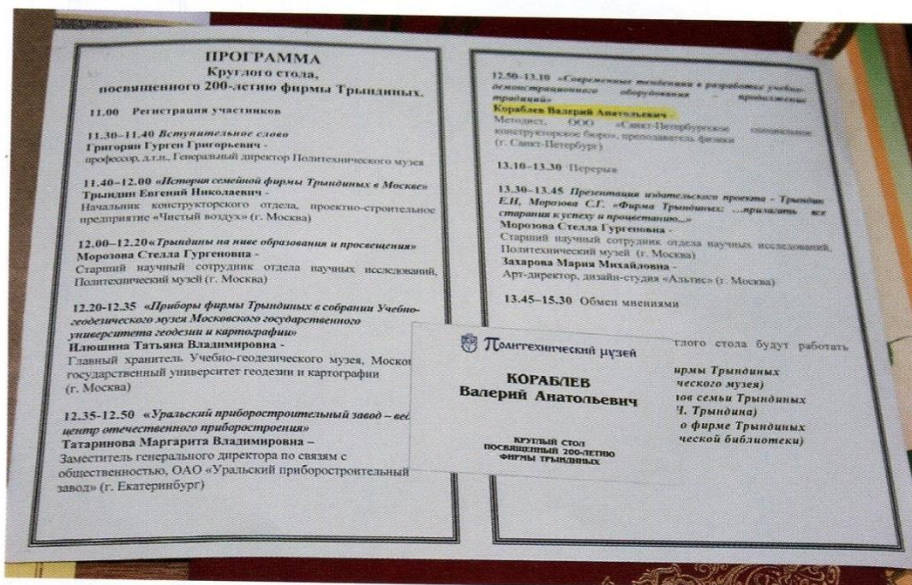 ПРОГРАММА
Круглого стола,
посвященного 200-летию фирмы Трындиных.
11.00 Регистрация участников
11.30–11.40 Вступительное слово
Григорян Гурген Григорьевич -
профессор, д.т.н., Генеральный директор Политехнического музея
11.40–12.00 «История семейной фирмы Трындиных в Москве»
Трындин Евгений Николаевич -
Начальник конструкторского отдела, проектно-строительное
предприятие «Чистый воздух» (г. Москва)
12.00–12.20 «Трындины на ниве образования и просвещения»
Морозова Стелла Гургеновна -
Старший научный сотрудник отдела научных исследований,
Политехнический музей (г. Москва)
12.20-12.35 «Приборы фирмы Трындиных в собрании Учебно-
геодезического музея Московского государственного
университета геодезии и картографии»
Илюшина Татьяна Владимировна -
Главный хранитель Учебно-геодезического музея, Москов
государственный университет геодезии и картографии
(г. Москва)
12.35-12.50 «Уральский приборостроительный завод – вед
центр отечественного приборостроения»
Татаринова Маргарита Владимировна –
Заместитель генерального директора по связям с
общественностью, ОАО «Уральский приборостроительный
завод» (г. Екатеринбург)
12.50–13.10 «Современные тенденции в разработке учебно-
демонстрационного оборудования – продолжение
традиций»
Кораблев Валерий Анатольевич -
Методист, ООО «Санкт-Петербургское специальное
конструкторское бюро», преподаватель физики
(г. Санкт-Петербург)
13.10–13.30 Перерыв
13.30–13.45 Презентация издательского проекта - Трындин
Е.Н, Морозова С.Г. «Фирма Трындиных: ...прилагать все
старания к успеху и процветанию...»
Морозова Стелла Гургеновна -
Старший научный сотрудник отдела научных исследований,
Политехнический музей (г. Москва)
Захарова Мария Михайловна -
Арт-директор, дизайн-студия «Альтис» (г. Москва)
13.45–15.30 Обмен мнениями
глого стола будут работать
ирмы Трындиных
ческого музея)
нов семьи Трындиных
Н. Трындина)
о фирме Трындиных
ческой библиотеки)
Политехнический музей
КОРАБЛЕВ
Валерий Анатольевич
КРУГЛЫЙ СТОЛ
ПОСВЯЩЕННЫЙ 200-ЛЕТИЮ
ФИРМЫ ТРЫНДИНЫХ